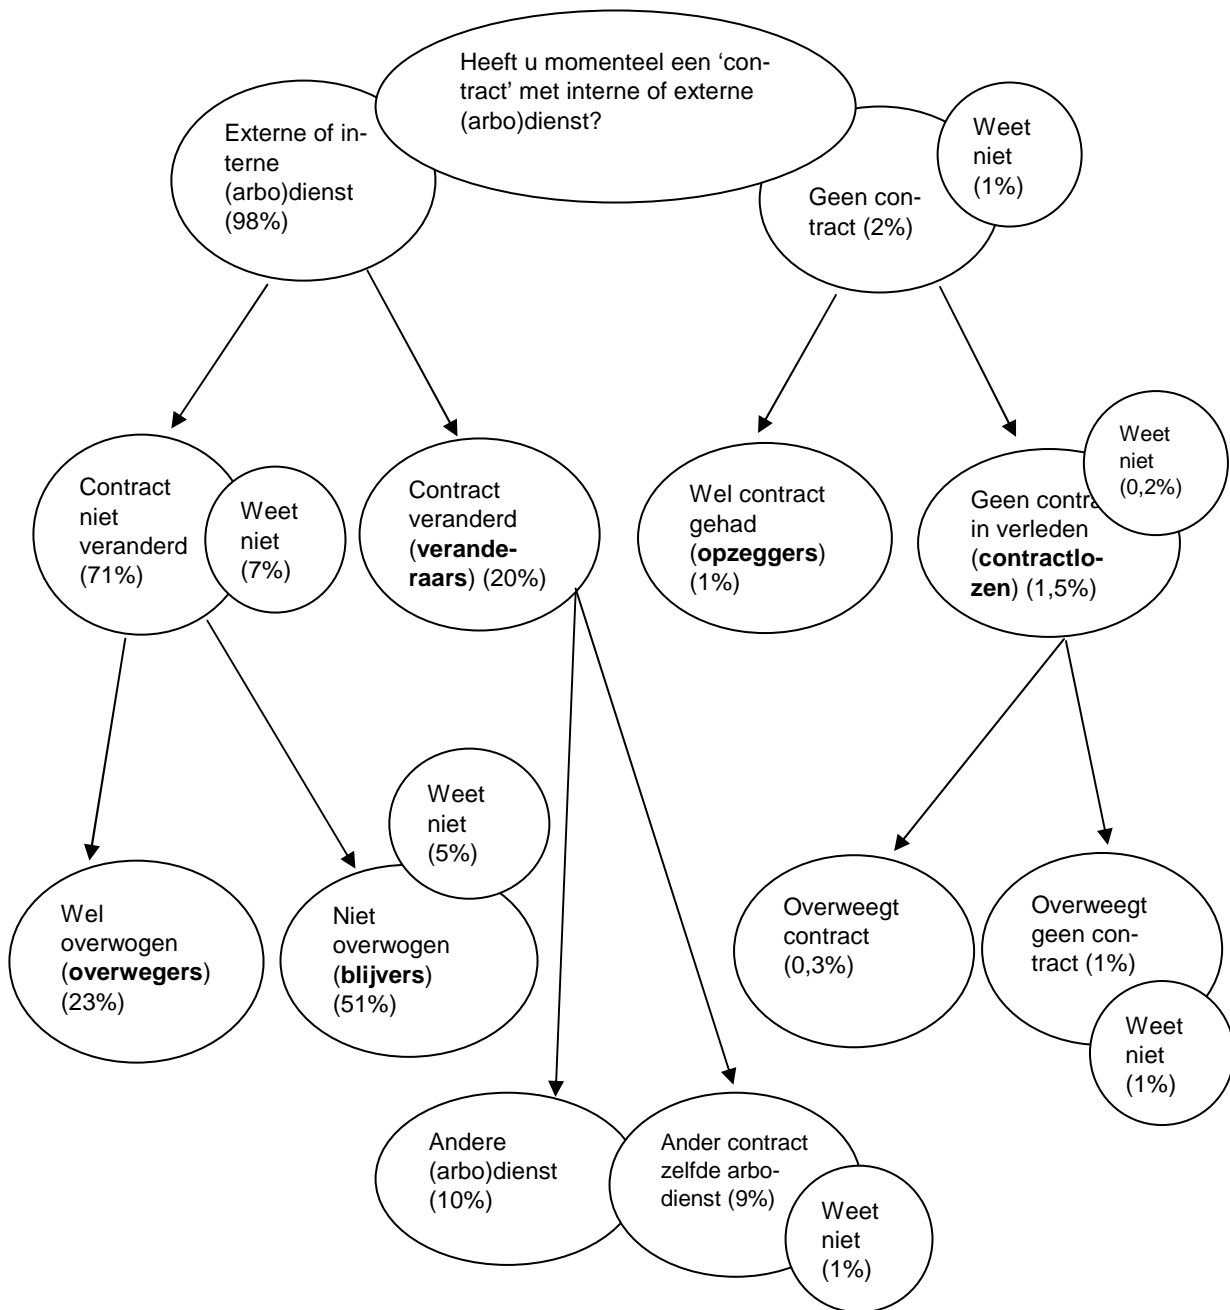 Heeft u momenteel een ‘con-
tract’ met interne of externe
(arbo)dienst?
Externe of in-
terne
(arbo)dienst
(98%)
Geen con-
tract (2%)
Weet
niet
(1%)
Contract
niet
veranderd
(71%)
Weet
niet
(7%)
Contract
veranderd
(verande-
raars) (20%)
Wel contract
gehad
(opzeggers)
(1%)
Geen contract
in verleden
(contractlo-
zen) (1,5%)
Weet
niet
(0,2%)
Wel
overwogen
(overwegers)
(23%)
Niet
overwogen
(blijvers)
(51%)
Weet
niet
(5%)
Overweegt
contract
(0,3%)
Overweegt
geen con-
tract (1%)
Weet
niet
(1%)
Andere
(arbo)dienst
(10%)
Ander contract
zelfde arbo-
dienst (9%)
Weet
niet
(1%)